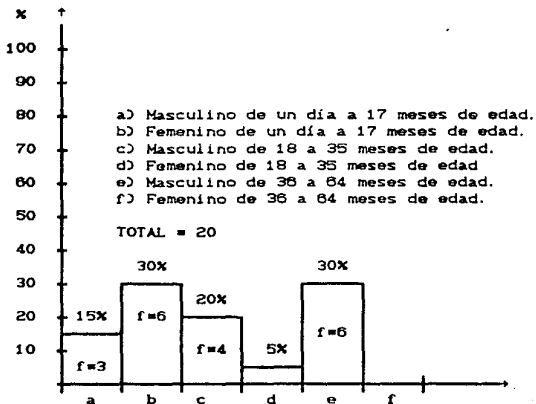 %
100
90
80
70
60
50
40
30
20
10
a) Masculino de un día a 17 meses de edad.
b) Femenino de un día a 17 meses de edad.
c) Masculino de 18 a 35 meses de edad.
d) Femenino de 18 a 35 meses de edad
e) Masculino de 36 a 64 meses de edad.
f) Femenino de 36 a 64 meses de edad.
TOTAL = 20
15% 30% 20% 5% 30%
f=3 f=6 f=4 f=6
a b c d e f